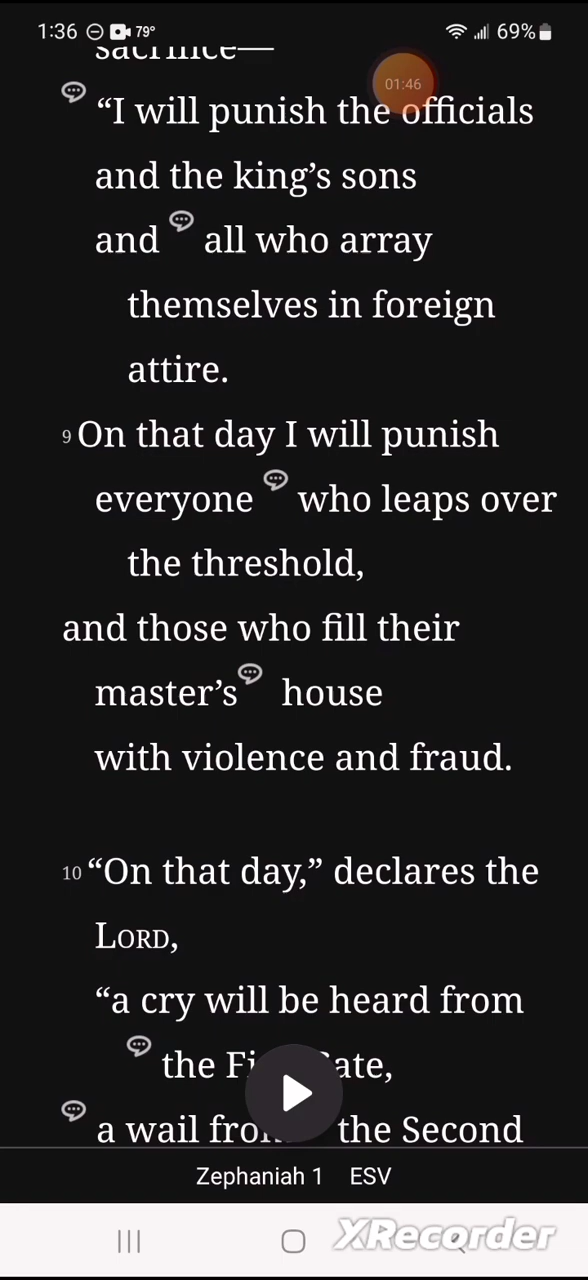 1:36 79° 69%
01:46
sacrifice—
“I will punish the officials
and the king’s sons
and all who array
themselves in foreign
attire.
9 On that day I will punish
everyone who leaps over
the threshold,
and those who fill their
master’s house
with violence and fraud.
10 “On that day,” declares the
LORD,
“a cry will be heard from
the Gate,
a wail from the Second
Zephaniah 1 ESV
XRecorder